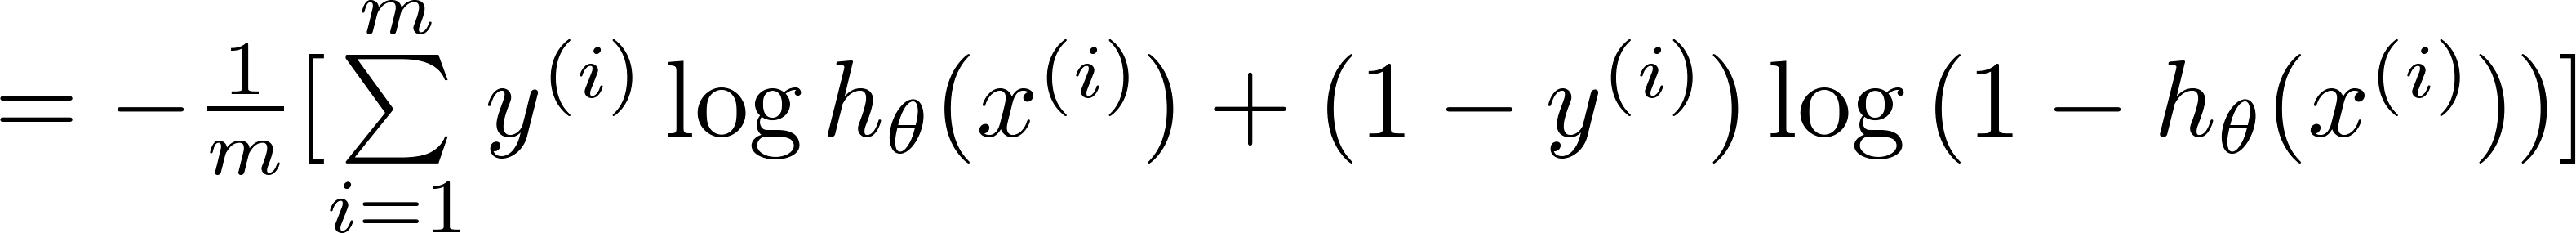 = -\frac{1}{m}[\sum_{i=1}^{m} y^{(i)} \log h_\theta(x^{(i)}) + (1 - y^{(i)}) \log (1 - h_\theta(x^{(i)}))]